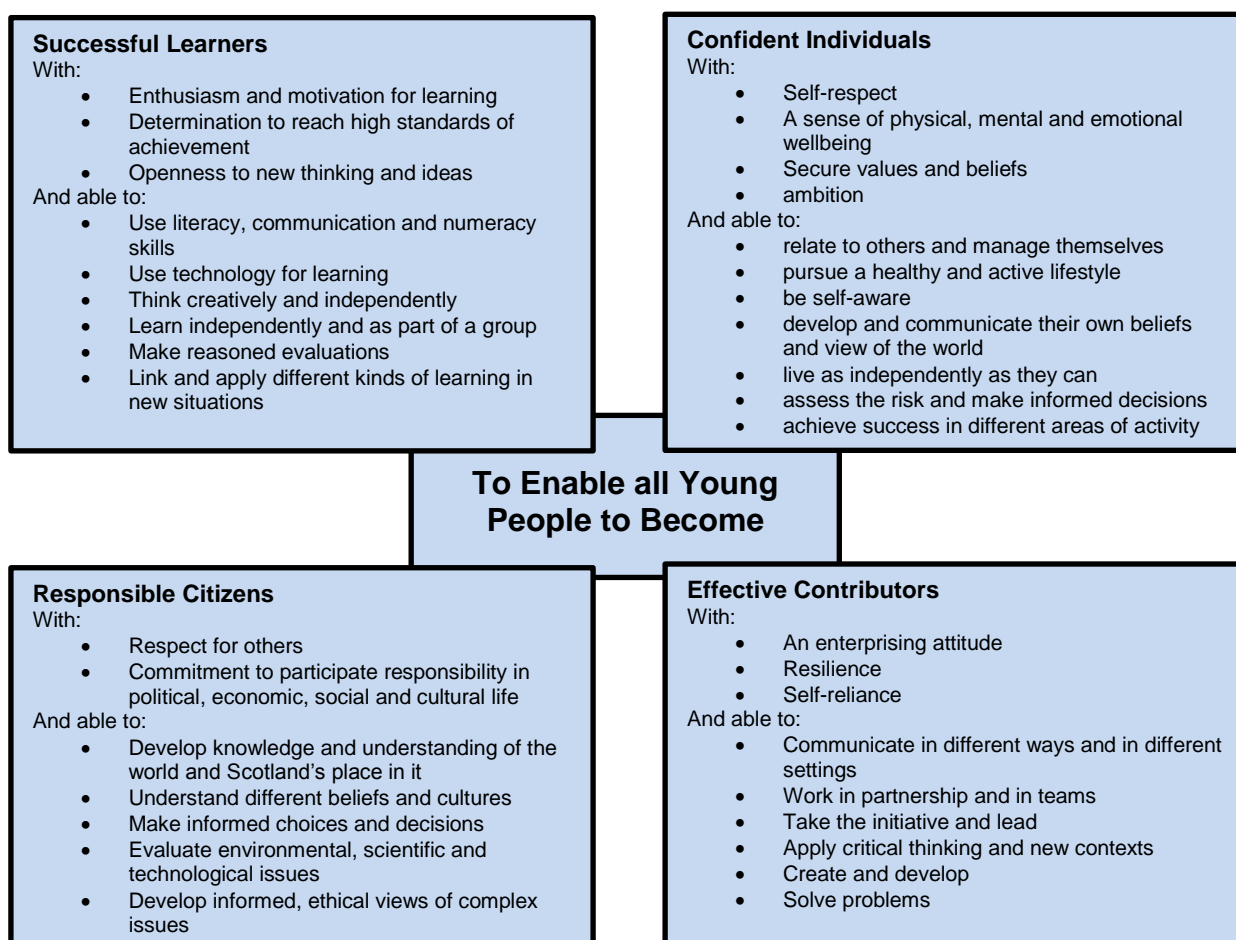 Successful Learners
With:
• Enthusiasm and motivation for learning
• Determination to reach high standards of
achievement
• Openness to new thinking and ideas
And able to:
• Use literacy, communication and numeracy
skills
• Use technology for learning
• Think creatively and independently
• Learn independently and as part of a group
• Make reasoned evaluations
• Link and apply different kinds of learning in
new situations
Confident Individuals
With:
• Self-respect
• A sense of physical, mental and emotional
wellbeing
• Secure values and beliefs
• ambition
And able to:
• relate to others and manage themselves
• pursue a healthy and active lifestyle
• be self-aware
• develop and communicate their own beliefs
and view of the world
• live as independently as they can
• assess the risk and make informed decisions
• achieve success in different areas of activity
To Enable all Young
People to Become
Responsible Citizens
With:
• Respect for others
• Commitment to participate responsibility in
political, economic, social and cultural life
And able to:
• Develop knowledge and understanding of the
world and Scotland’s place in it
• Understand different beliefs and cultures
• Make informed choices and decisions
• Evaluate environmental, scientific and
technological issues
• Develop informed, ethical views of complex
issues
Effective Contributors
With:
• An enterprising attitude
• Resilience
• Self-reliance
And able to:
• Communicate in different ways and in different
settings
• Work in partnership and in teams
• Take the initiative and lead
• Apply critical thinking and new contexts
• Create and develop
• Solve problems